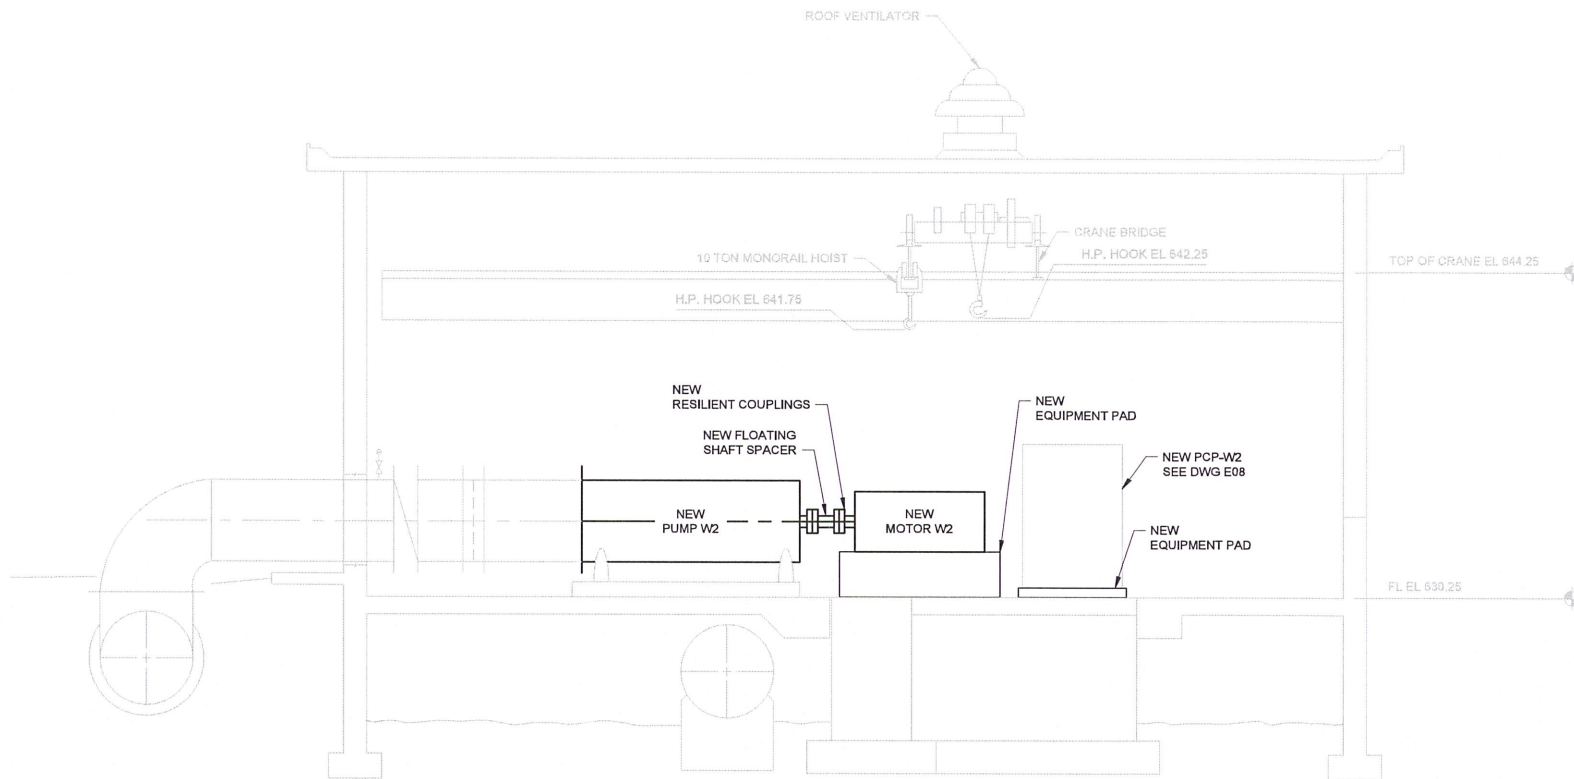 ROOF VENTILATOR
CRANE BRIDGE
10 TON MONORAIL HOIST
H.P. HOOK EL 642.25
TOP OF CRANE EL 644.25
H.P. HOOK EL 641.75
NEW
RESILIENT COUPLINGS
NEW
EQUIPMENT PAD
NEW FLOATING
SHAFT SPACER
NEW PCP-W2
SEE DWG E08
NEW
PUMP W2
NEW
MOTOR W2
NEW
EQUIPMENT PAD
FL EL 630.25